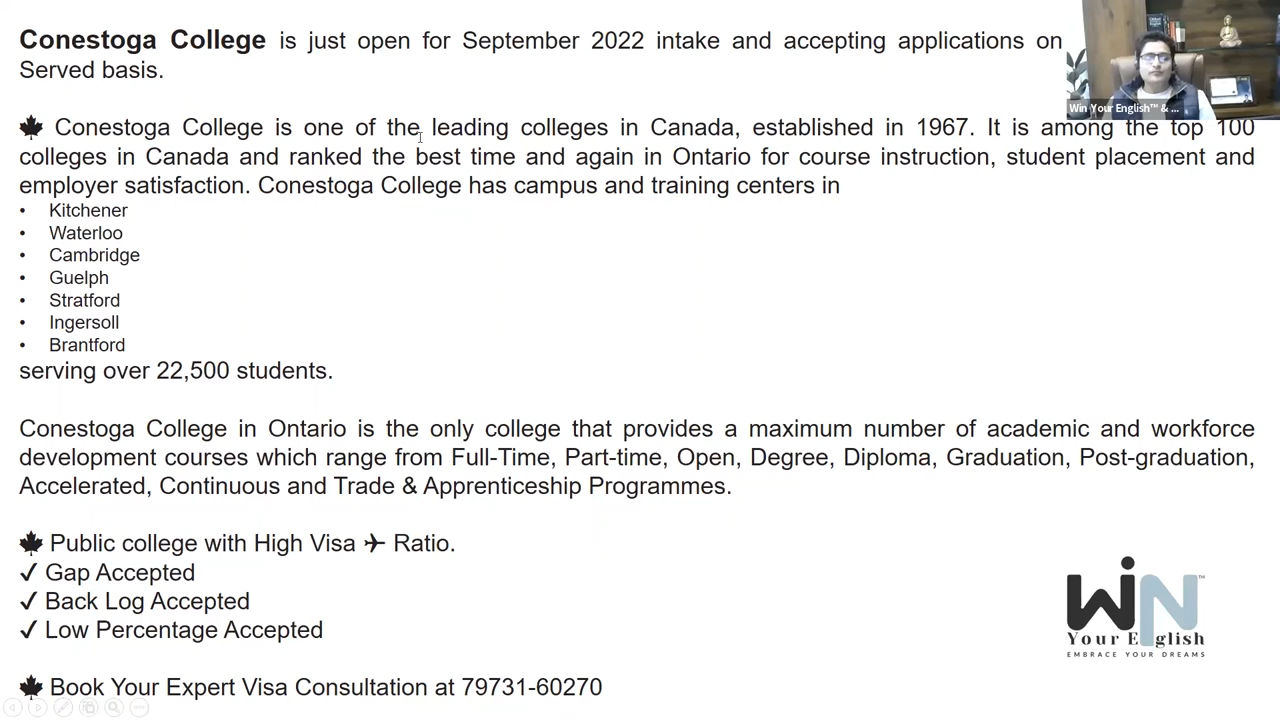 Conestoga College is just open for September 2022 intake and accepting applications on
Served basis.
Conestoga College is one of the leading colleges in Canada, established in 1967. It is among the top 100
colleges in Canada and ranked the best time and again in Ontario for course instruction, student placement and
employer satisfaction. Conestoga College has campus and training centers in
• Kitchener
• Waterloo
• Cambridge
• Guelph
• Stratford
• Ingersoll
• Brantford
serving over 22,500 students.
Conestoga College in Ontario is the only college that provides a maximum number of academic and workforce
development courses which range from Full-Time, Part-time, Open, Degree, Diploma, Graduation, Post-graduation,
Accelerated, Continuous and Trade & Apprenticeship Programmes.
Public college with High Visa ✈ Ratio.
✓ Gap Accepted
✓ Back Log Accepted
✓ Low Percentage Accepted
Book Your Expert Visa Consultation at 79731-60270
Win Your English™ & ...
WiN™
Your English
EMBRACE YOUR DREAMS